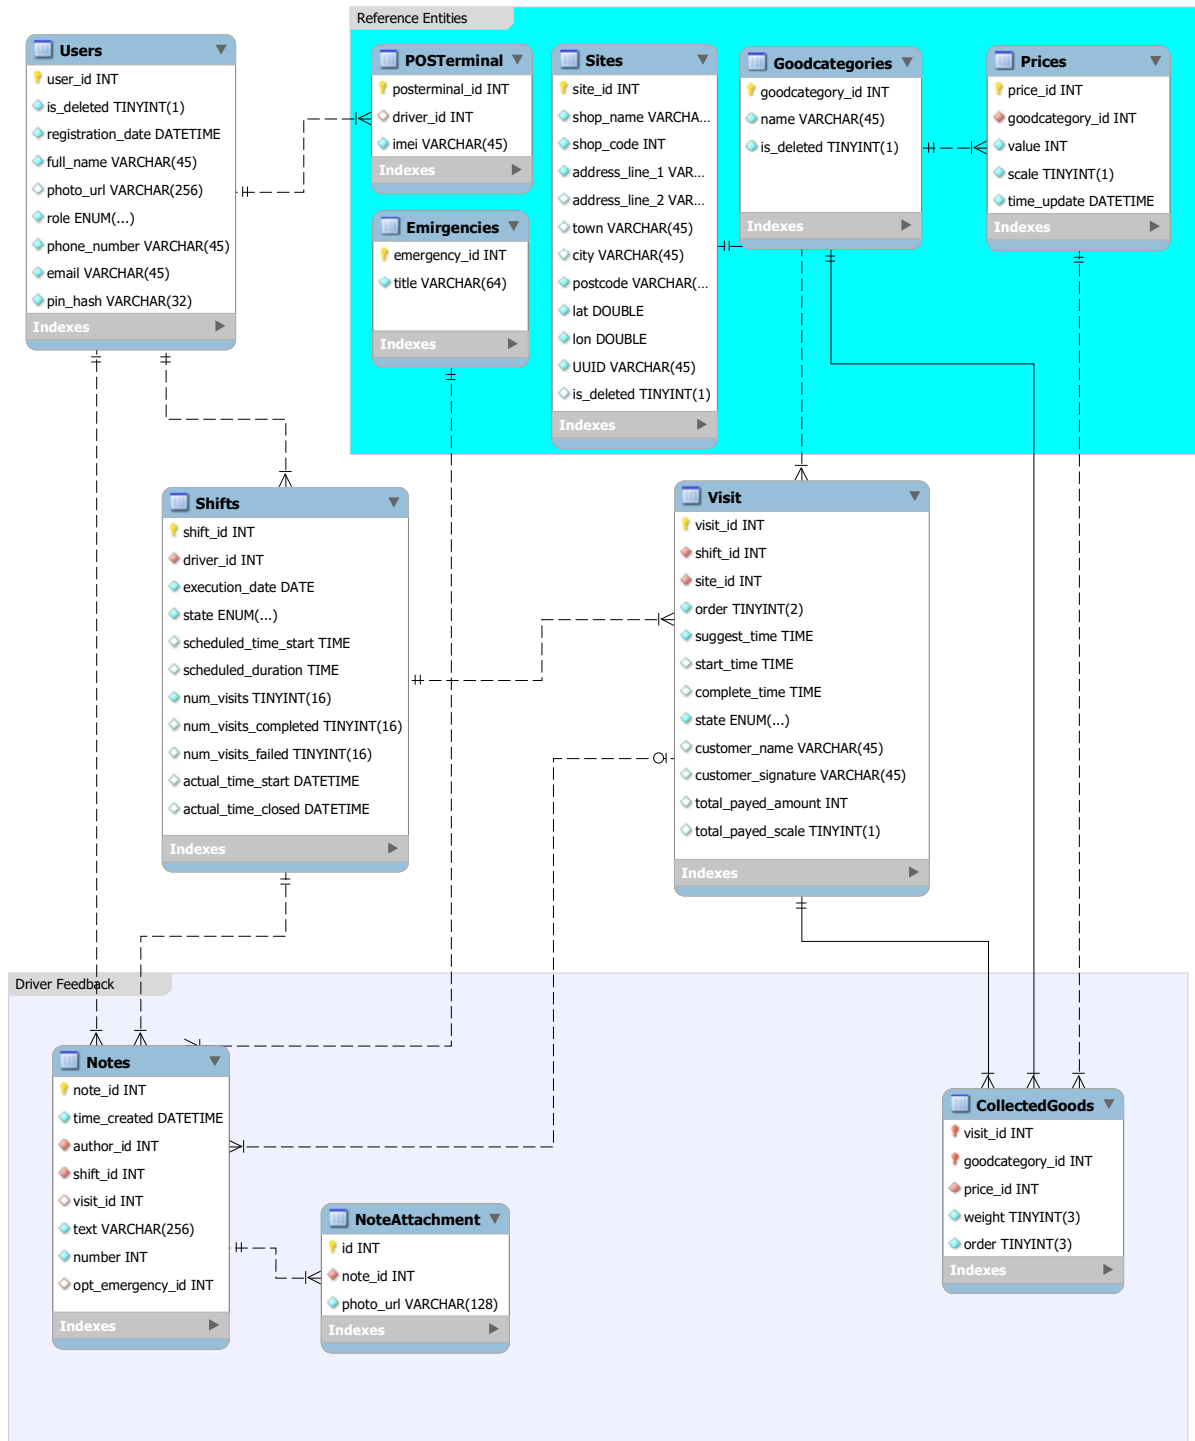 Reference Entities
Users
user_id INT
is_deleted TINYINT(1)
registration_date DATETIME
full_name VARCHAR(45)
photo_url VARCHAR(256)
role ENUM(...)
phone_number VARCHAR(45)
email VARCHAR(45)
pin_hash VARCHAR(32)
Indexes
POSTerminal
posterminal_id INT
driver_id INT
imei VARCHAR(45)
Indexes
Emirgencies
emergency_id INT
title VARCHAR(64)
Indexes
Sites
site_id INT
shop_name VARCHA...
shop_code INT
address_line_1 VAR...
address_line_2 VAR...
town VARCHAR(45)
city VARCHAR(45)
postcode VARCHAR(...
lat DOUBLE
lon DOUBLE
UUID VARCHAR(45)
is_deleted TINYINT(1)
Indexes
Goodcategories
goodcategory_id INT
name VARCHAR(45)
is_deleted TINYINT(1)
Indexes
Prices
price_id INT
goodcategory_id INT
value INT
scale TINYINT(1)
time_update DATETIME
Indexes
Shifts
shift_id INT
driver_id INT
execution_date DATE
state ENUM(...)
scheduled_time_start TIME
scheduled_duration TIME
num_visits TINYINT(16)
num_visits_completed TINYINT(16)
num_visits_failed TINYINT(16)
actual_time_start DATETIME
actual_time_closed DATETIME
Indexes
Visit
visit_id INT
shift_id INT
site_id INT
order TINYINT(2)
suggest_time TIME
start_time TIME
complete_time TIME
state ENUM(...)
customer_name VARCHAR(45)
customer_signature VARCHAR(45)
total_payed_amount INT
total_payed_scale TINYINT(1)
Indexes
Driver Feedback
Notes
note_id INT
time_created DATETIME
author_id INT
shift_id INT
visit_id INT
text VARCHAR(256)
number INT
opt_emergency_id INT
Indexes
NoteAttachment
id INT
note_id INT
photo_url VARCHAR(128)
Indexes
CollectedGoods
visit_id INT
goodcategory_id INT
price_id INT
weight TINYINT(3)
order TINYINT(3)
Indexes